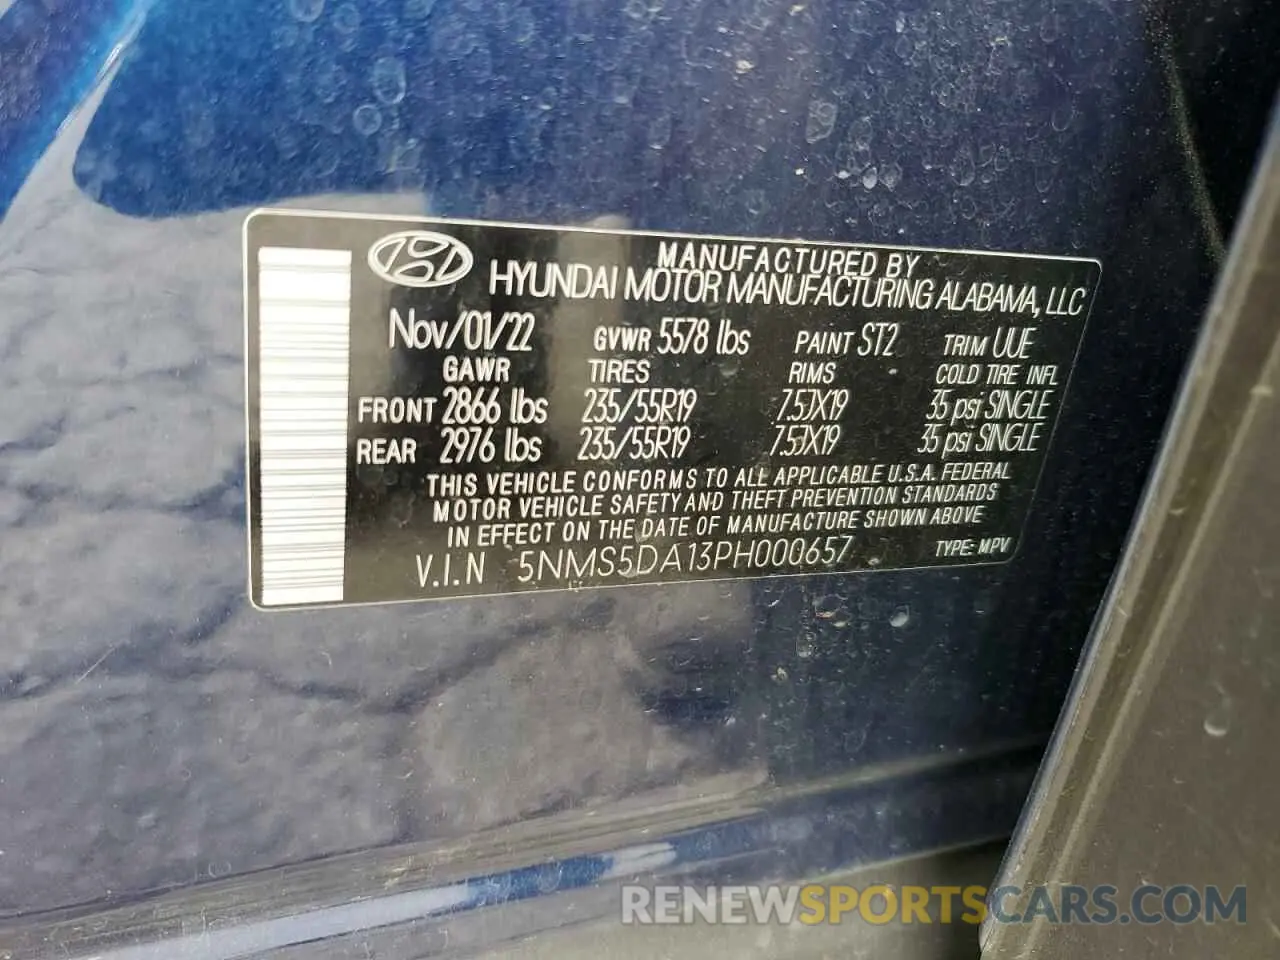 MANUFACTURED BY
HYUNDAI MOTOR MANUFACTURING ALABAMA, LLC
Nov/01/22 GVWR 5578 lbs PAINT ST2 TRIM UUE
GAWR TIRES RIMS COLD TIRE INFL
FRONT 2866 lbs 235/55R19 7.5JX19 35 psi SINGLE
REAR 2976 lbs 235/55R19 7.5JX19 35 psi SINGLE
THIS VEHICLE CONFORMS TO ALL APPLICABLE U.S.A. FEDERAL
MOTOR VEHICLE SAFETY AND THEFT PREVENTION STANDARDS
IN EFFECT ON THE DATE OF MANUFACTURE SHOWN ABOVE
V.I.N 5NMS5DA13PH000657 TYPE: MPV
RENEWSPORTSCARS.COM